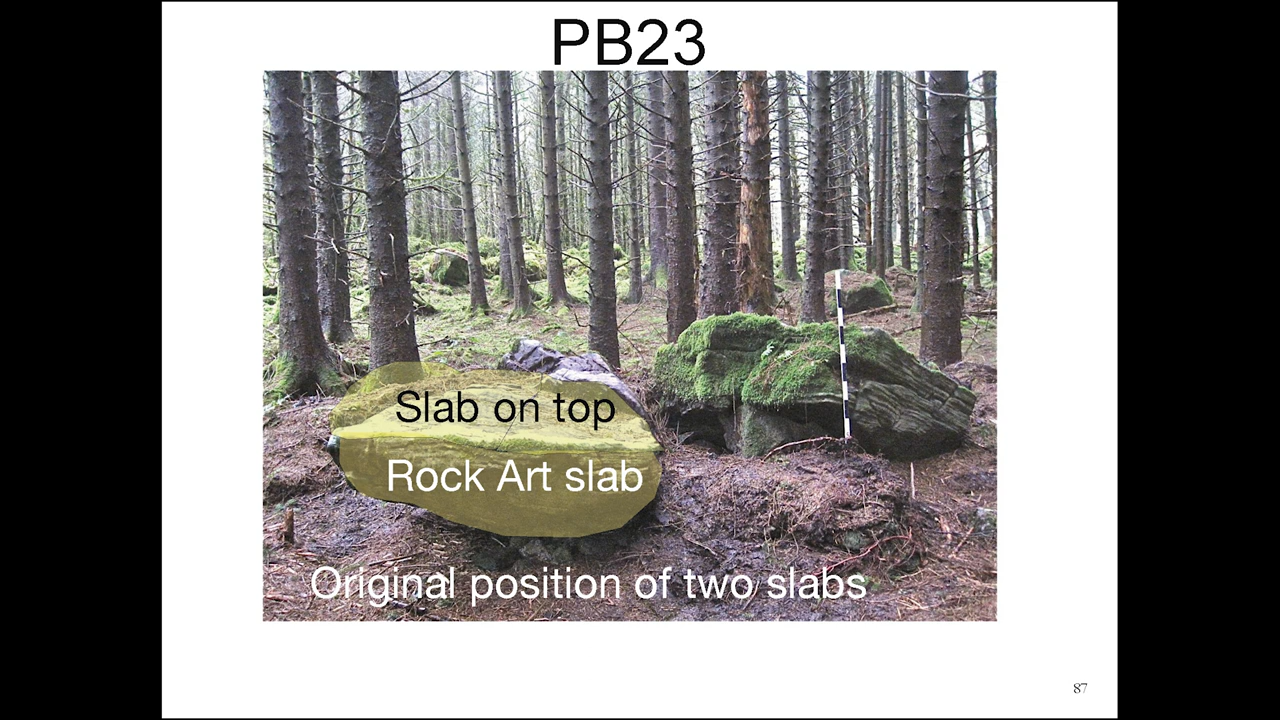 PB23
Slab on top
Rock Art slab
Original position of two slabs
87